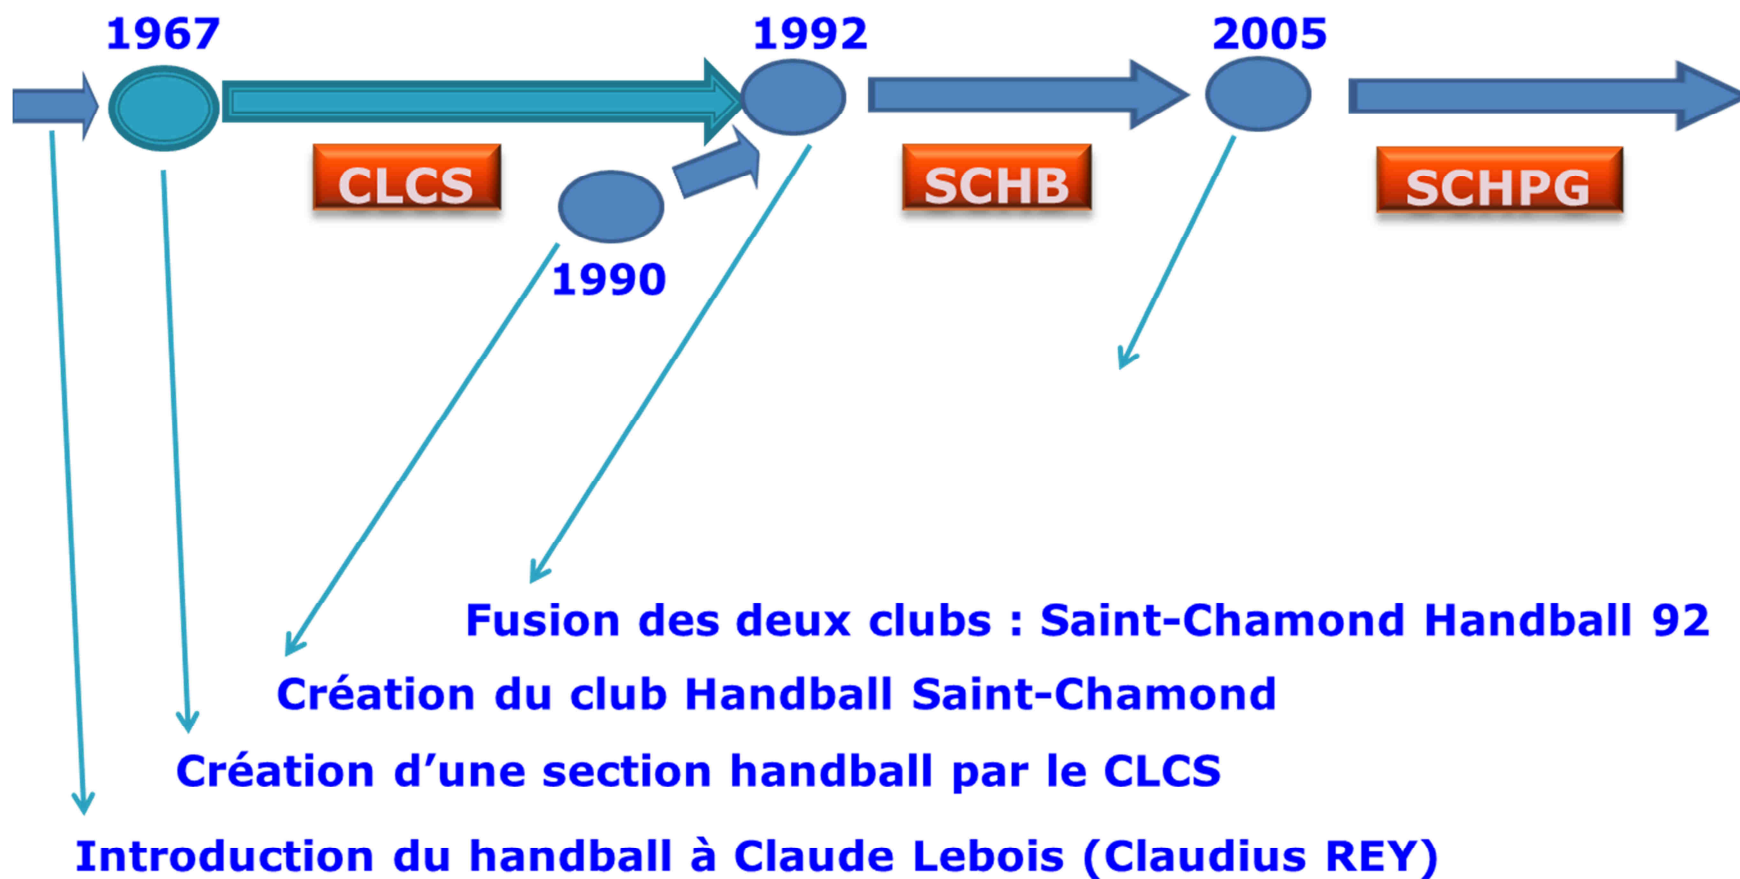 1967
1992
2005
CLCS
SCHB
SCHPG
1990
Fusion des deux clubs : Saint-Chamond Handball 92
Création du club Handball Saint-Chamond
Création d’une section handball par le CLCS
Introduction du handball à Claude Lebois (Claudius REY)